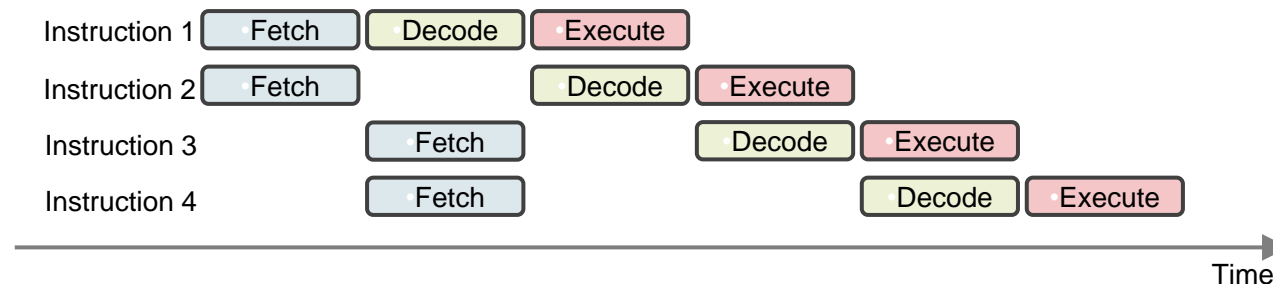 Instruction 1 Fetch Decode Execute
Instruction 2 Fetch Decode Execute
Instruction 3 Fetch Decode Execute
Instruction 4 Fetch Decode Execute
Time